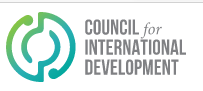 COUNCIL for
INTERNATIONAL
DEVELOPMENT